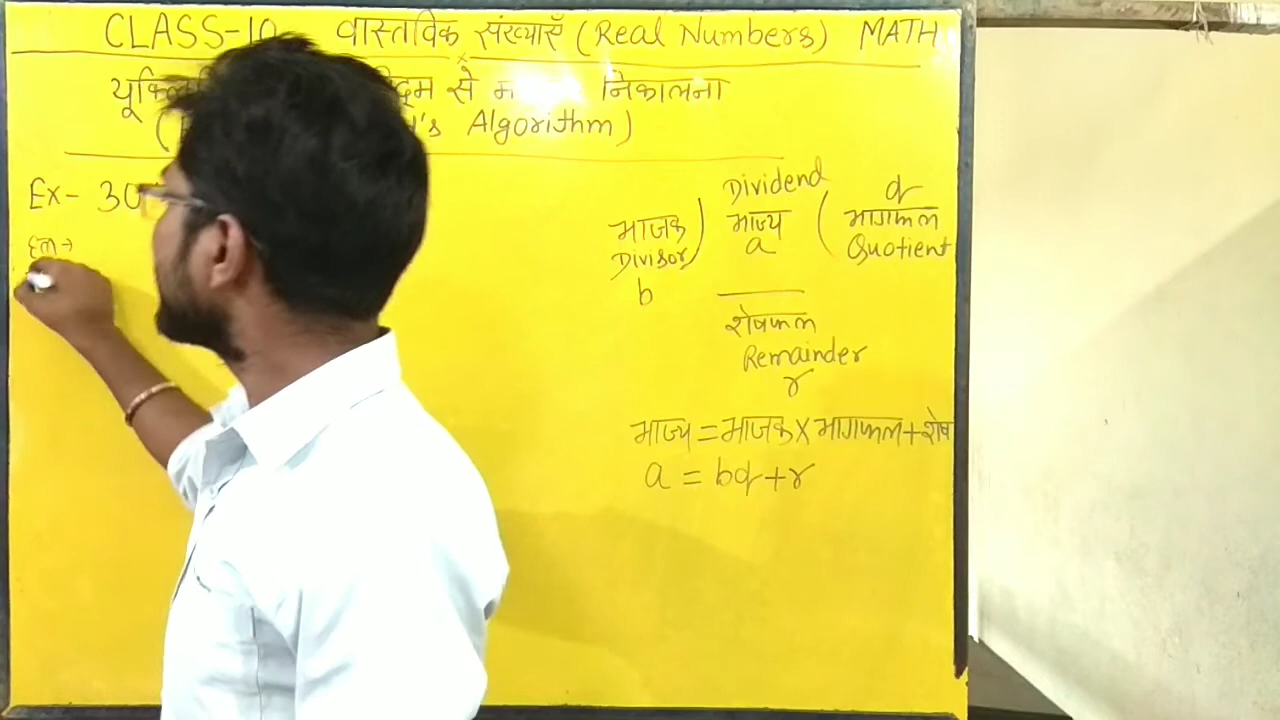 CLASS-10 वास्तविक संख्याएँ (Real Numbers) MATH
से निकालना
Algorithm)
Ex- 30
हल→
Dividend
भाजक) भाज्य (भागफल
Divisor a Quotient
b q
शेषफल
Remainder
r
भाज्य = भाजक × भागफल + शेष
a = bq + r